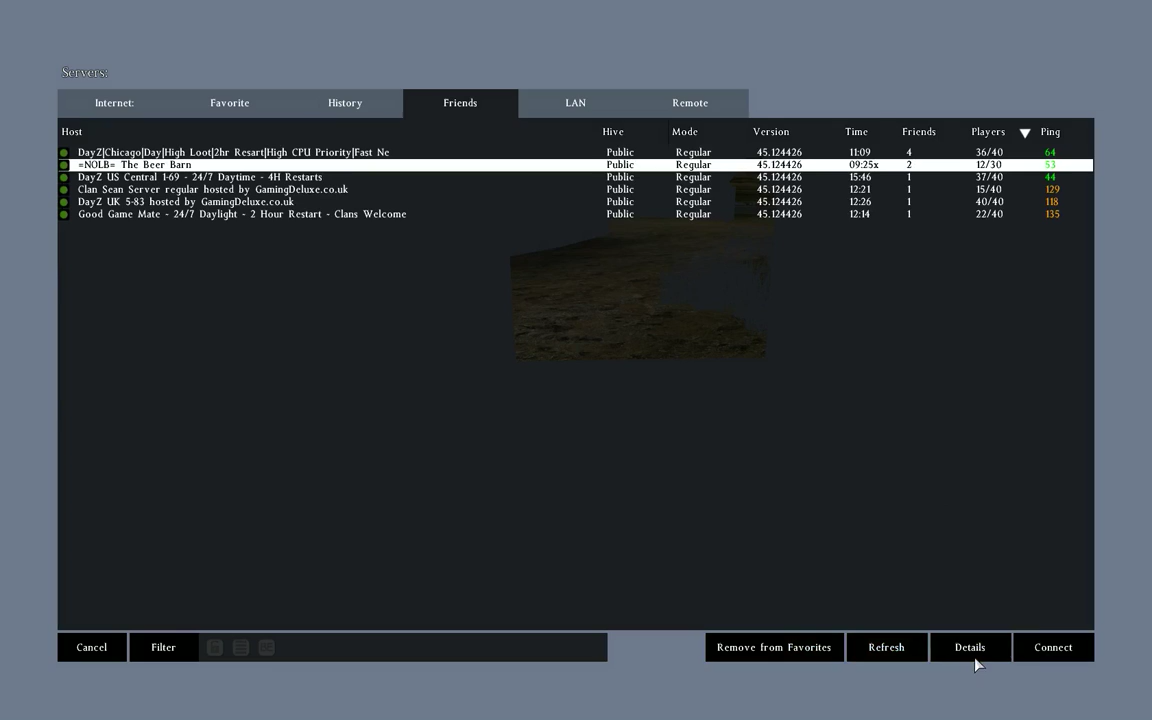 Servers:
Internet: Favorite History Friends LAN Remote
Host Hive Mode Version Time Friends Players Ping
DayZ|Chicago|Day|High Loot|2hr Resart|High CPU Priority|Fast Ne Public Regular 45.124426 11:09 4 36/40 64
=NOLB= The Beer Barn Public Regular 45.124426 09:25x 2 12/30 53
DayZ US Central 1-69 - 24/7 Daytime - 4H Restarts Public Regular 45.124426 15:46 1 37/40 44
Clan Sean Server regular hosted by GamingDeluxe.co.uk Public Regular 45.124426 12:21 1 15/40 129
DayZ UK 5-83 hosted by GamingDeluxe.co.uk Public Regular 45.124426 12:26 1 40/40 118
Good Game Mate - 24/7 Daylight - 2 Hour Restart - Clans Welcome Public Regular 45.124426 12:14 1 22/40 135
Cancel Filter Remove from Favorites Refresh Details Connect